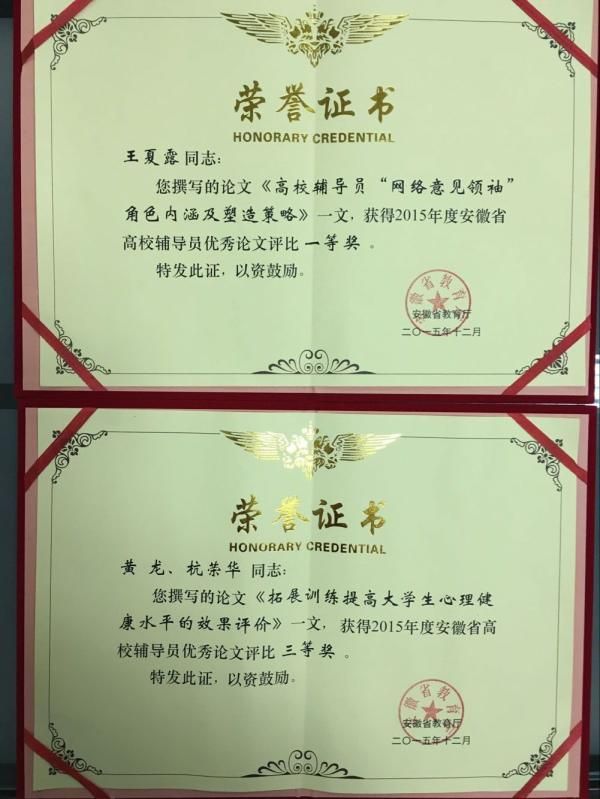 荣誉证书
HONORARY CREDENTIAL
王夏露 同志：
您撰写的论文《高校辅导员“网络意见领袖”
角色内涵及塑造策略》一文，获得2015年度安徽省
高校辅导员优秀论文评比 一等奖 。
特发此证，以资鼓励。
安徽省教育厅
二〇一五年十二月
荣誉证书
HONORARY CREDENTIAL
黄 龙、杭荣华 同志：
您撰写的论文《拓展训练提高大学生心理健
康水平的效果评价》一文，获得2015年度安徽省高
校辅导员优秀论文评比 三等奖 。
特发此证，以资鼓励。
安徽省教育厅
二〇一五年十二月